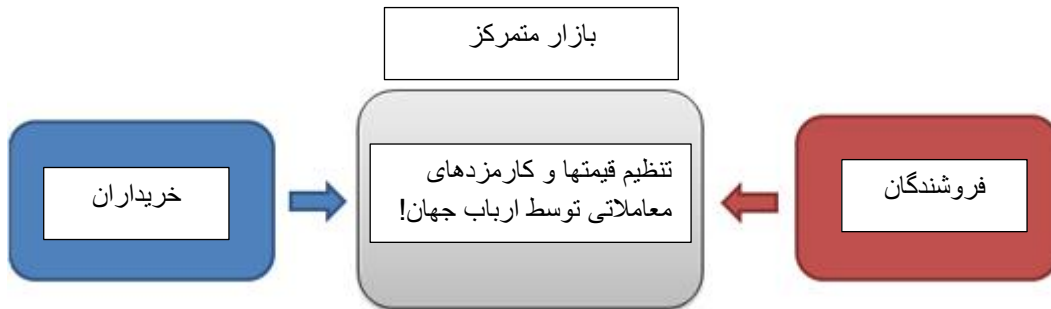 بازار متمرکز
فروشندگان
تنظیم قیمتها و کارمزدهای
معاملاتی توسط ارباب جهان!
خریداران